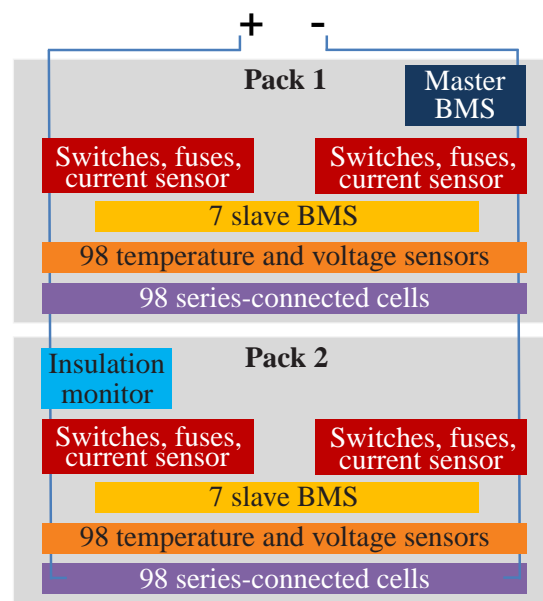 + -
Pack 1
Master
BMS
Switches, fuses,
current sensor
Switches, fuses,
current sensor
7 slave BMS
98 temperature and voltage sensors
98 series-connected cells
Pack 2
Insulation
monitor
Switches, fuses,
current sensor
Switches, fuses,
current sensor
7 slave BMS
98 temperature and voltage sensors
98 series-connected cells